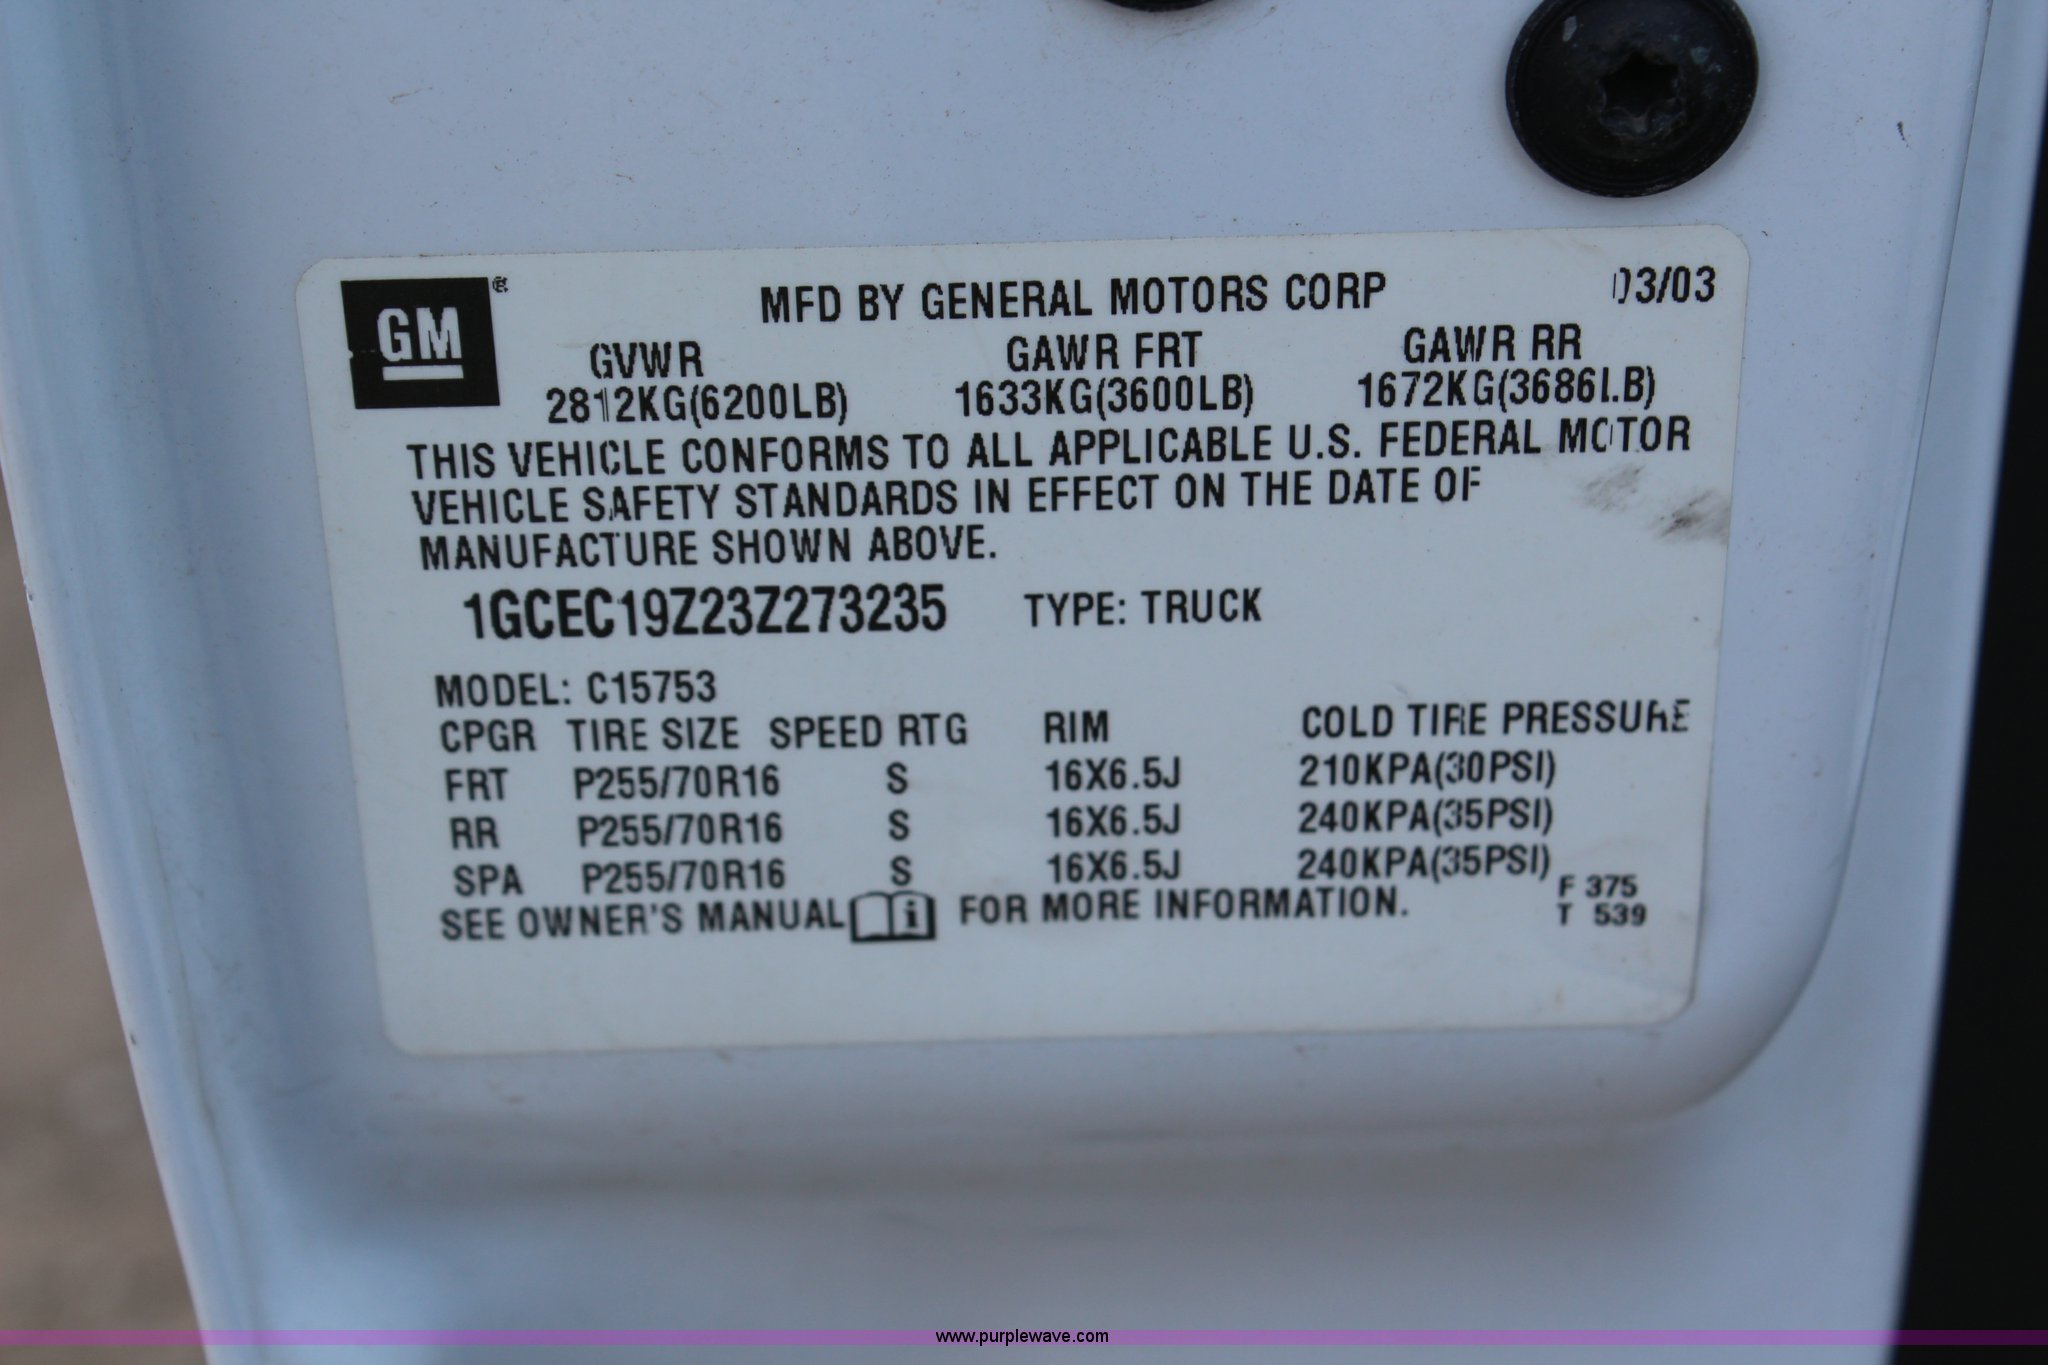 GM ®
MFD BY GENERAL MOTORS CORP 03/03
GVWR GAWR FRT GAWR RR
2812KG(6200LB) 1633KG(3600LB) 1672KG(3686LB)
THIS VEHICLE CONFORMS TO ALL APPLICABLE U.S. FEDERAL MOTOR
VEHICLE SAFETY STANDARDS IN EFFECT ON THE DATE OF
MANUFACTURE SHOWN ABOVE.
1GCEC19Z23Z273235 TYPE: TRUCK
MODEL: C15753
CPGR TIRE SIZE SPEED RTG RIM COLD TIRE PRESSURE
FRT P255/70R16 S 16X6.5J 210KPA(30PSI)
RR P255/70R16 S 16X6.5J 240KPA(35PSI)
SPA P255/70R16 S 16X6.5J 240KPA(35PSI)
SEE OWNER'S MANUAL i FOR MORE INFORMATION.
F 375
T 539
www.purplewave.com